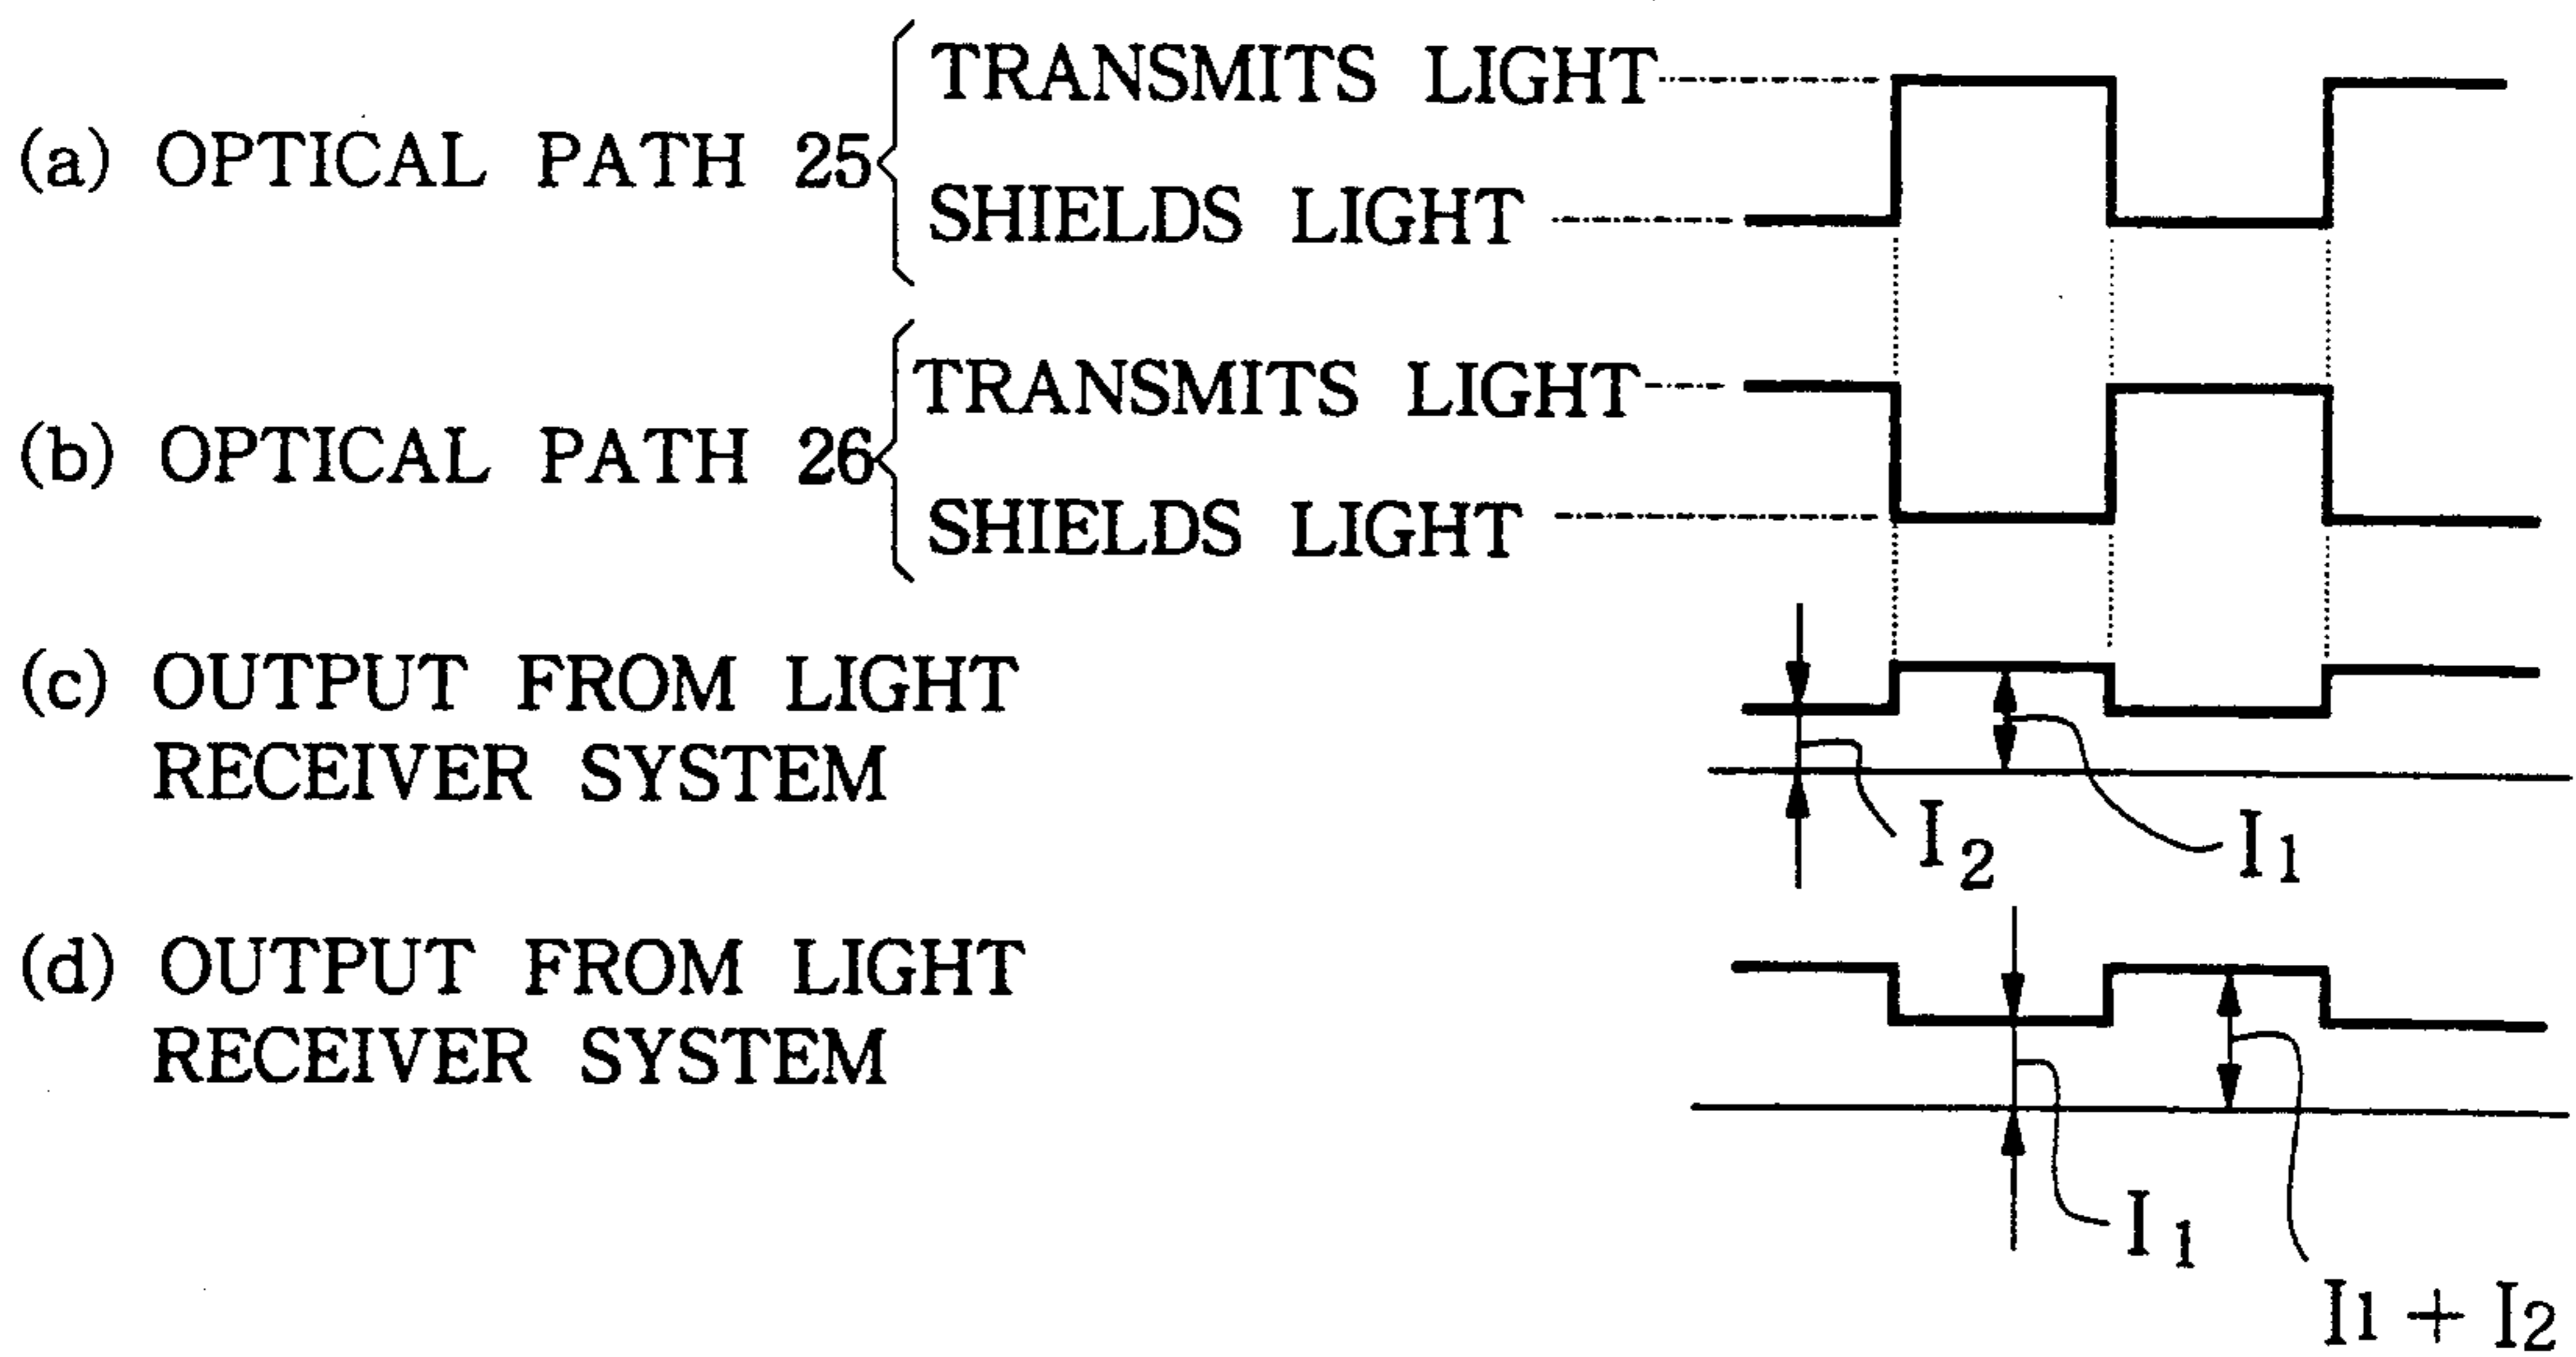 (a) OPTICAL PATH 25
TRANSMITS LIGHT
SHIELDS LIGHT
(b) OPTICAL PATH 26
TRANSMITS LIGHT
SHIELDS LIGHT
(c) OUTPUT FROM LIGHT
RECEIVER SYSTEM
I2
I1
(d) OUTPUT FROM LIGHT
RECEIVER SYSTEM
I1
I1 + I2